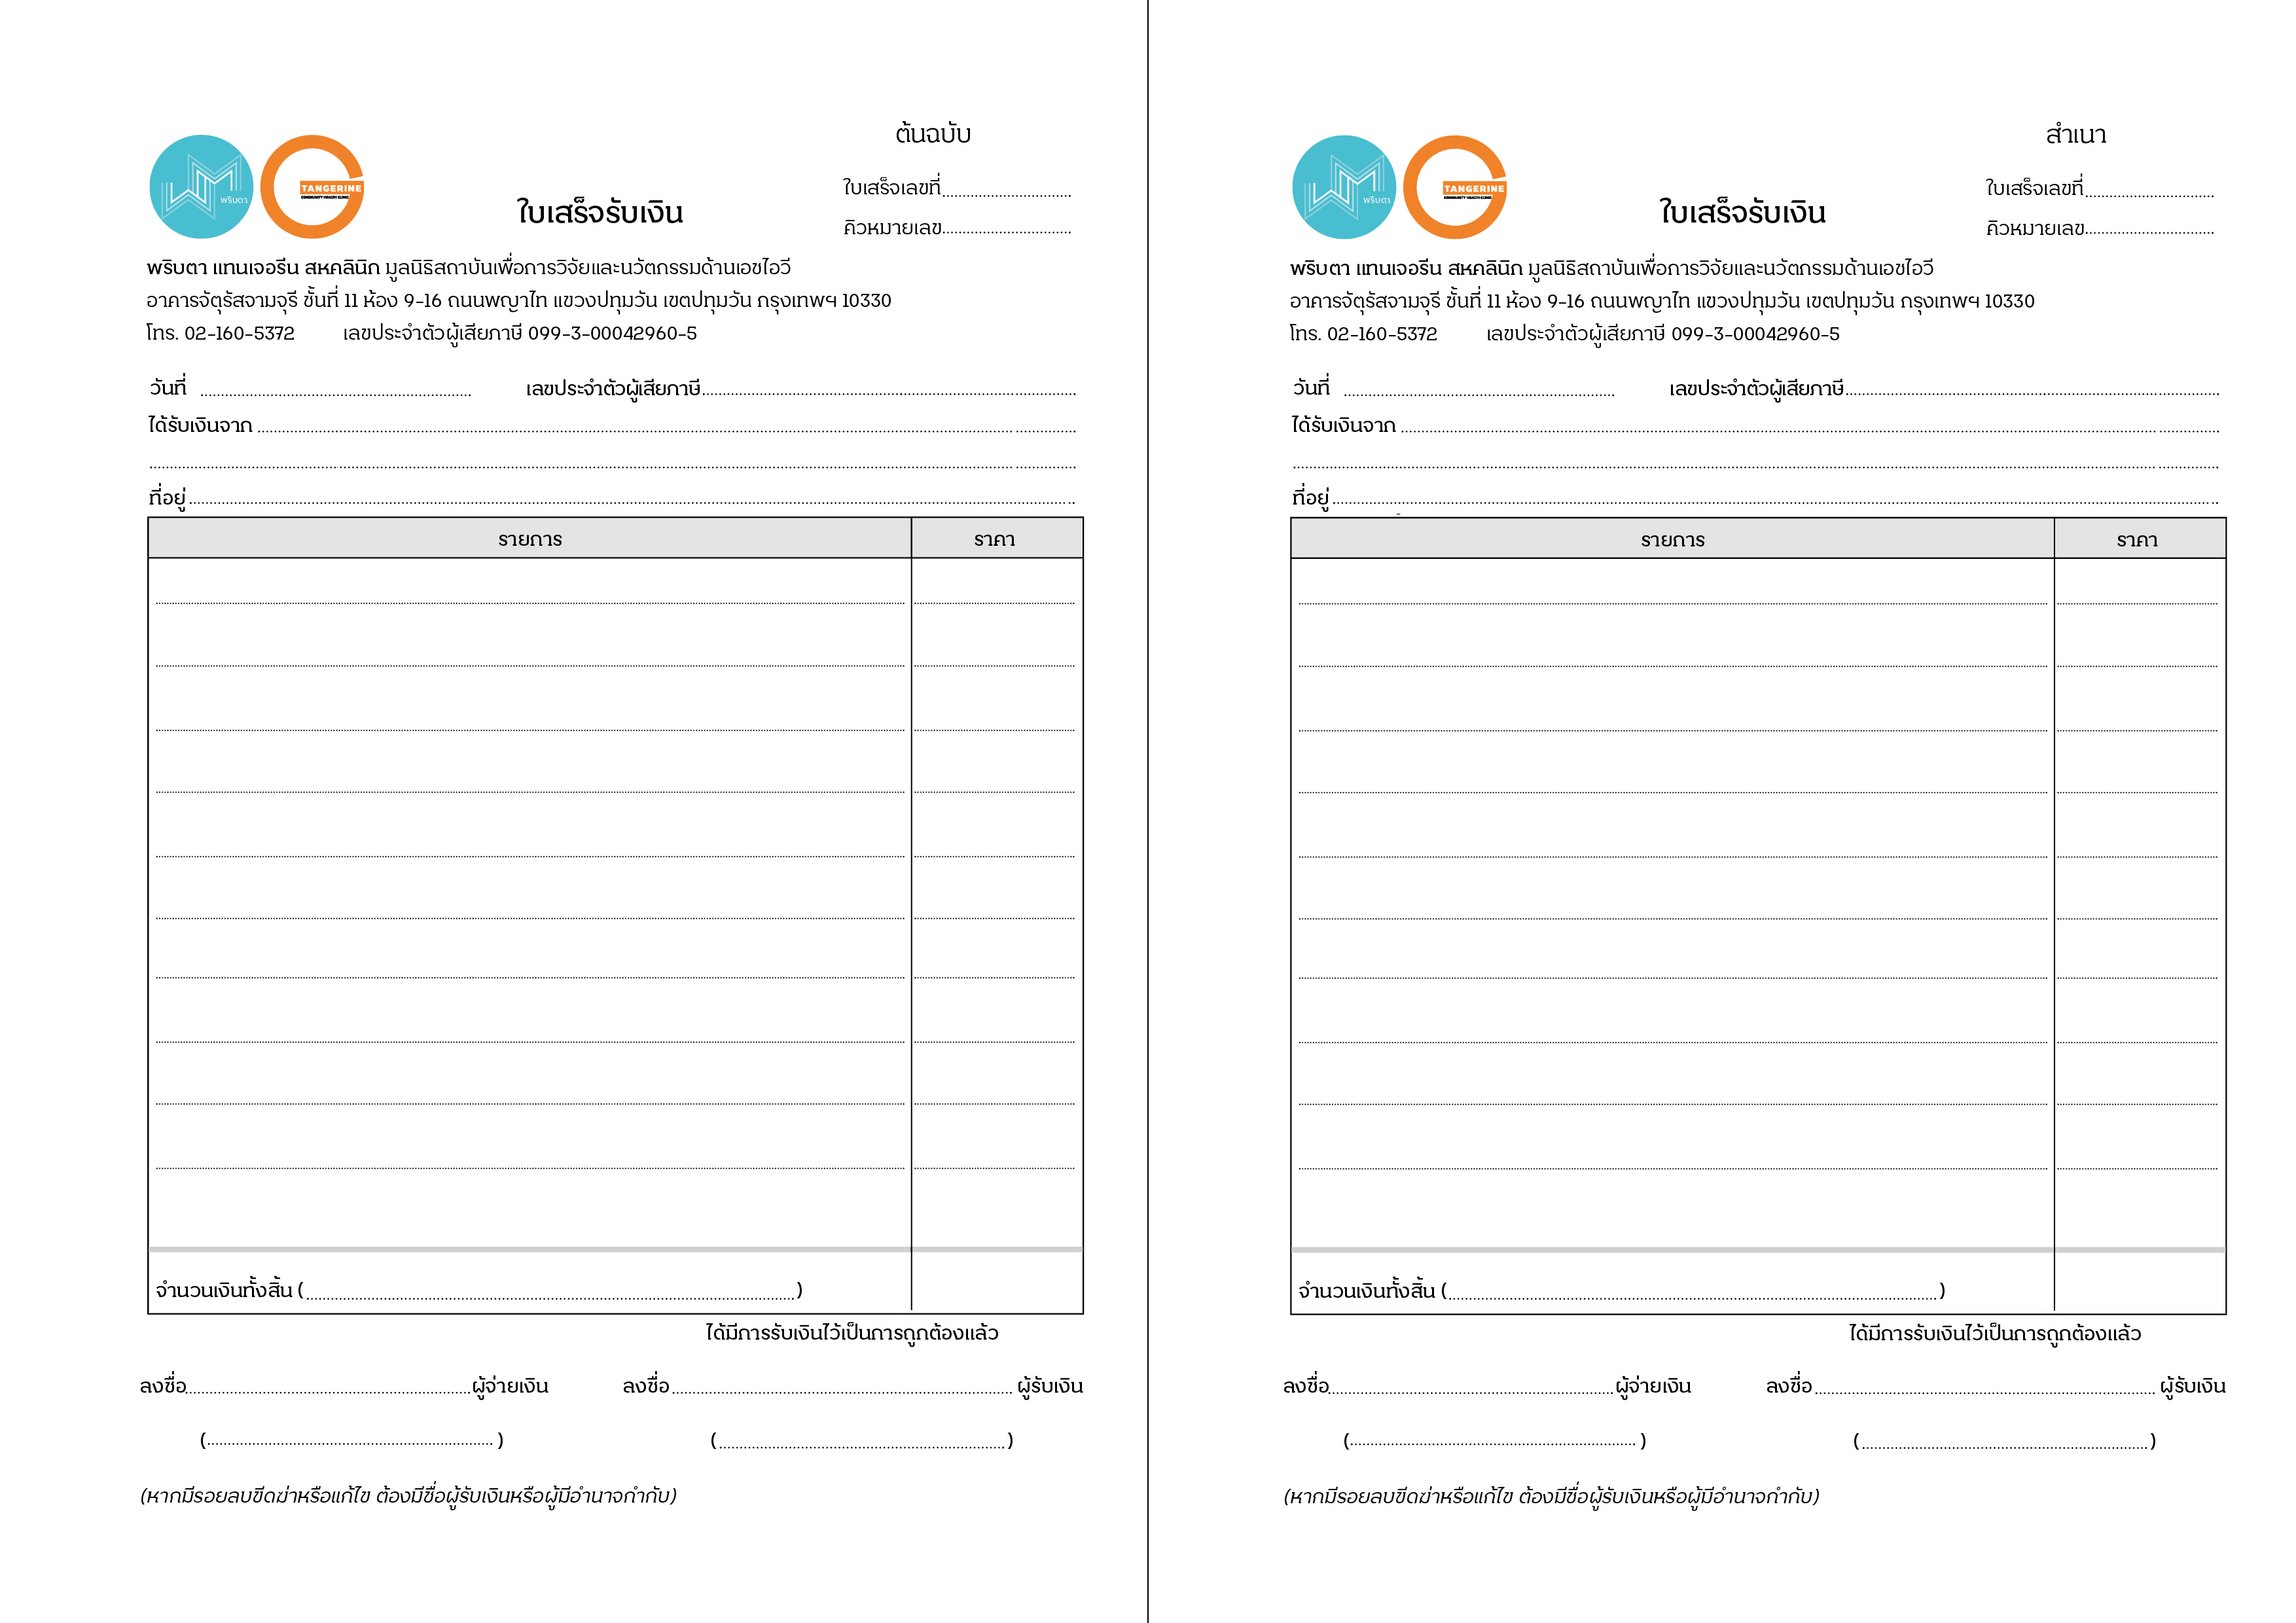 ต้นฉบับ
พริบตา
TANGERINE
COMMUNITY HEALTH CLINIC
ใบเสร็จรับเงิน
ใบเสร็จเลขที่
คิวหมายเลข
พริบตา แทนเจอรีน สหคลินิก มูลนิธิสถาบันเพื่อการวิจัยและนวัตกรรมด้านเอชไอวี
อาคารจัตุรัสจามจุรี ชั้นที่ 11 ห้อง 9-16 ถนนพญาไท แขวงปทุมวัน เขตปทุมวัน กรุงเทพฯ 10330
โทร. 02-160-5372 เลขประจำตัวผู้เสียภาษี 099-3-00042960-5
วันที่ เลขประจำตัวผู้เสียภาษี
ได้รับเงินจาก
ที่อยู่
รายการ ราคา
จำนวนเงินทั้งสิ้น ( )
ได้มีการรับเงินไว้เป็นการถูกต้องแล้ว
ลงชื่อ ผู้จ่ายเงิน ลงชื่อ ผู้รับเงิน
( ) ( )
(หากมีรอยลบขีดฆ่าหรือแก้ไข ต้องมีชื่อผู้รับเงินหรือผู้มีอำนาจกำกับ)
สำเนา
พริบตา
TANGERINE
COMMUNITY HEALTH CLINIC
ใบเสร็จรับเงิน
ใบเสร็จเลขที่
คิวหมายเลข
พริบตา แทนเจอรีน สหคลินิก มูลนิธิสถาบันเพื่อการวิจัยและนวัตกรรมด้านเอชไอวี
อาคารจัตุรัสจามจุรี ชั้นที่ 11 ห้อง 9-16 ถนนพญาไท แขวงปทุมวัน เขตปทุมวัน กรุงเทพฯ 10330
โทร. 02-160-5372 เลขประจำตัวผู้เสียภาษี 099-3-00042960-5
วันที่ เลขประจำตัวผู้เสียภาษี
ได้รับเงินจาก
ที่อยู่
รายการ ราคา
จำนวนเงินทั้งสิ้น ( )
ได้มีการรับเงินไว้เป็นการถูกต้องแล้ว
ลงชื่อ ผู้จ่ายเงิน ลงชื่อ ผู้รับเงิน
( ) ( )
(หากมีรอยลบขีดฆ่าหรือแก้ไข ต้องมีชื่อผู้รับเงินหรือผู้มีอำนาจกำกับ)